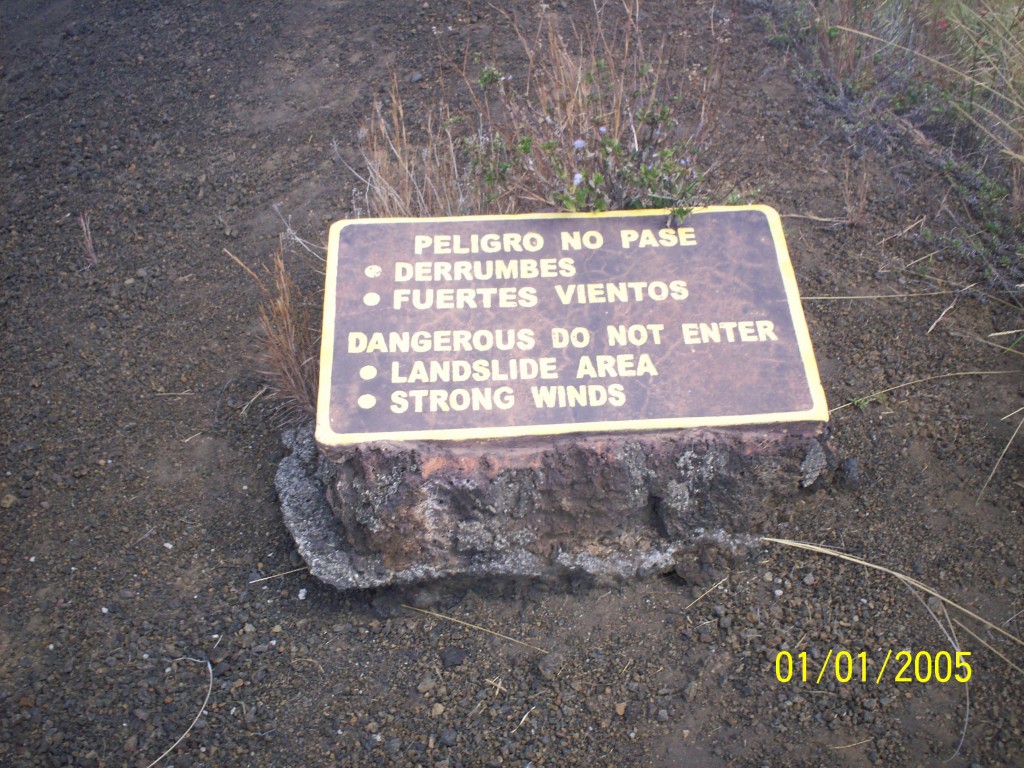 PELIGRO NO PASE
• DERRUMBES
• FUERTES VIENTOS
DANGEROUS DO NOT ENTER
• LANDSLIDE AREA
• STRONG WINDS
01/01/2005